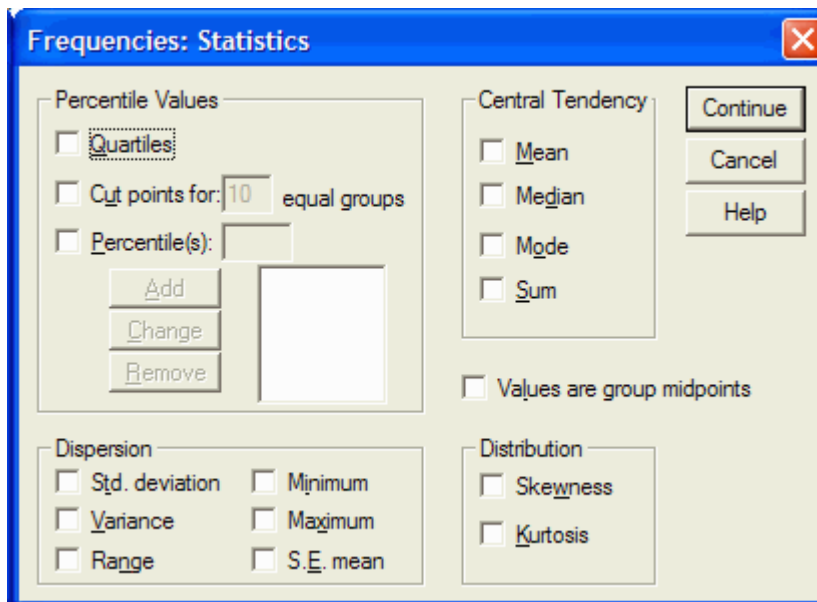 Frequencies: Statistics
Percentile Values
Quartiles
Cut points for: 10 equal groups
Percentile(s):
Add
Change
Remove
Central Tendency
Mean
Median
Mode
Sum
Continue
Cancel
Help
Values are group midpoints
Dispersion
Std. deviation
Minimum
Variance
Maximum
Range
S.E. mean
Distribution
Skewness
Kurtosis